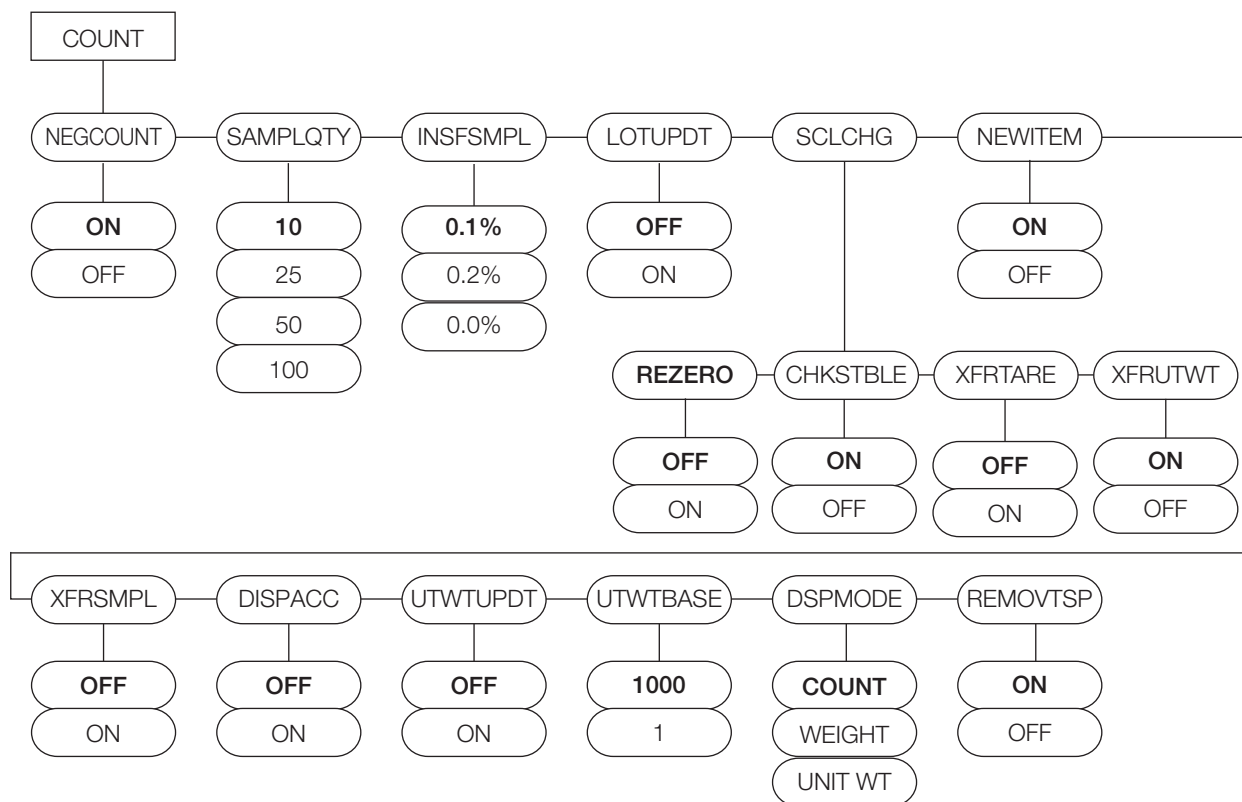 COUNT
NEGCOUNT SAMPLQTY INSFSMPL LOTUPDT SCLCHG NEWITEM
ON 10 0.1% OFF ON
OFF 25 0.2% ON OFF
50 0.0%
100
REZERO CHKSTBLE XFRTARE XFRUTWT
OFF ON OFF ON
ON OFF ON OFF
XFRSMPL DISPACC UTWTUPDT UTWTBASE DSPMODE REMOVTSP
OFF OFF OFF 1000 COUNT ON
ON ON ON 1 WEIGHT OFF
UNIT WT